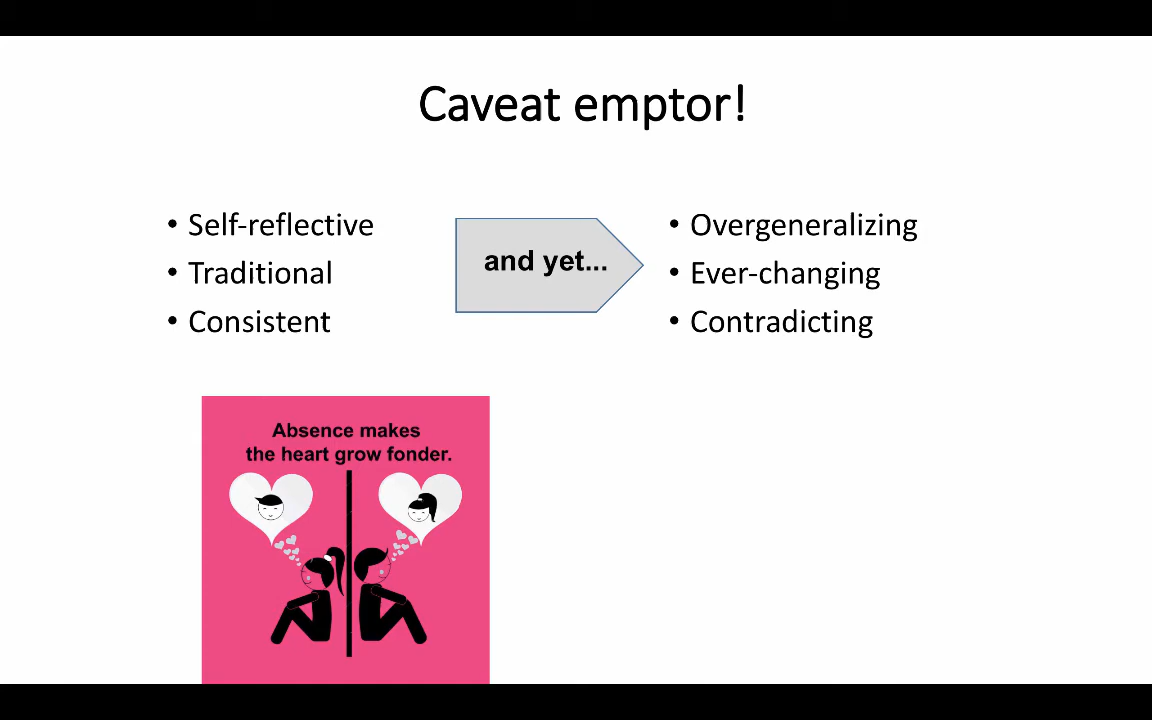 Caveat emptor!
• Self-reflective
• Traditional
• Consistent
and yet...
• Overgeneralizing
• Ever-changing
• Contradicting
Absence makes
the heart grow fonder.